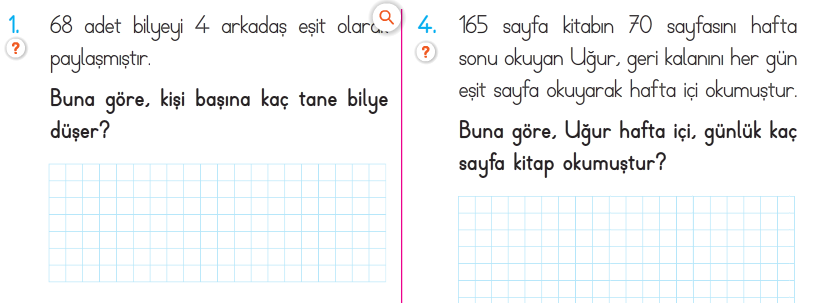 1.
68 adet bilyeyi 4 arkadaş eşit olarak
?
paylaşmıştır.
Buna göre, kişi başına kaç tane bilye
düşer?
4.
165 sayfa kitabın 70 sayfasını hafta
?
sonu okuyan Uğur, geri kalanını her gün
eşit sayfa okuyarak hafta içi okumuştur.
Buna göre, Uğur hafta içi, günlük kaç
sayfa kitap okumuştur?